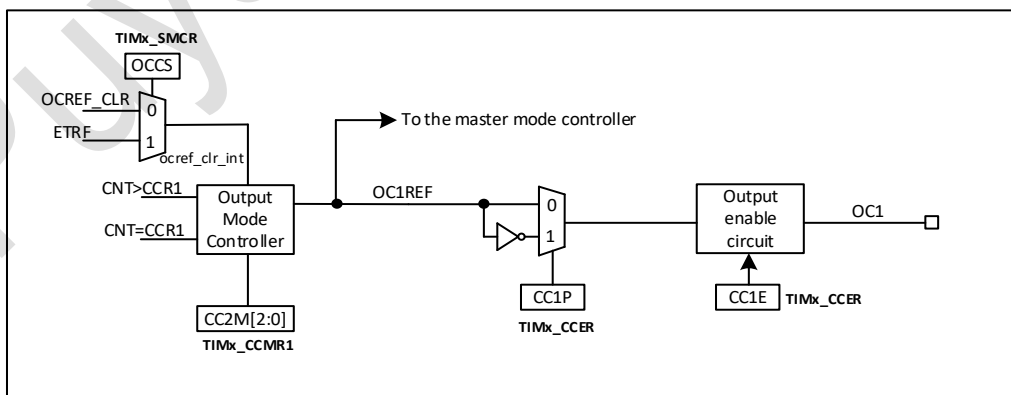 TIMx_SMCR
OCCS
OCREF_CLR
0
ETRF
1
ocref_clr_int
To the master mode controller
CNT>CCR1
CNT=CCR1
Output
Mode
Controller
OC1REF
0
1
Output
enable
circuit
OC1
CC2M[2:0]
TIMx_CCMR1
CC1P
TIMx_CCER
CC1E
TIMx_CCER